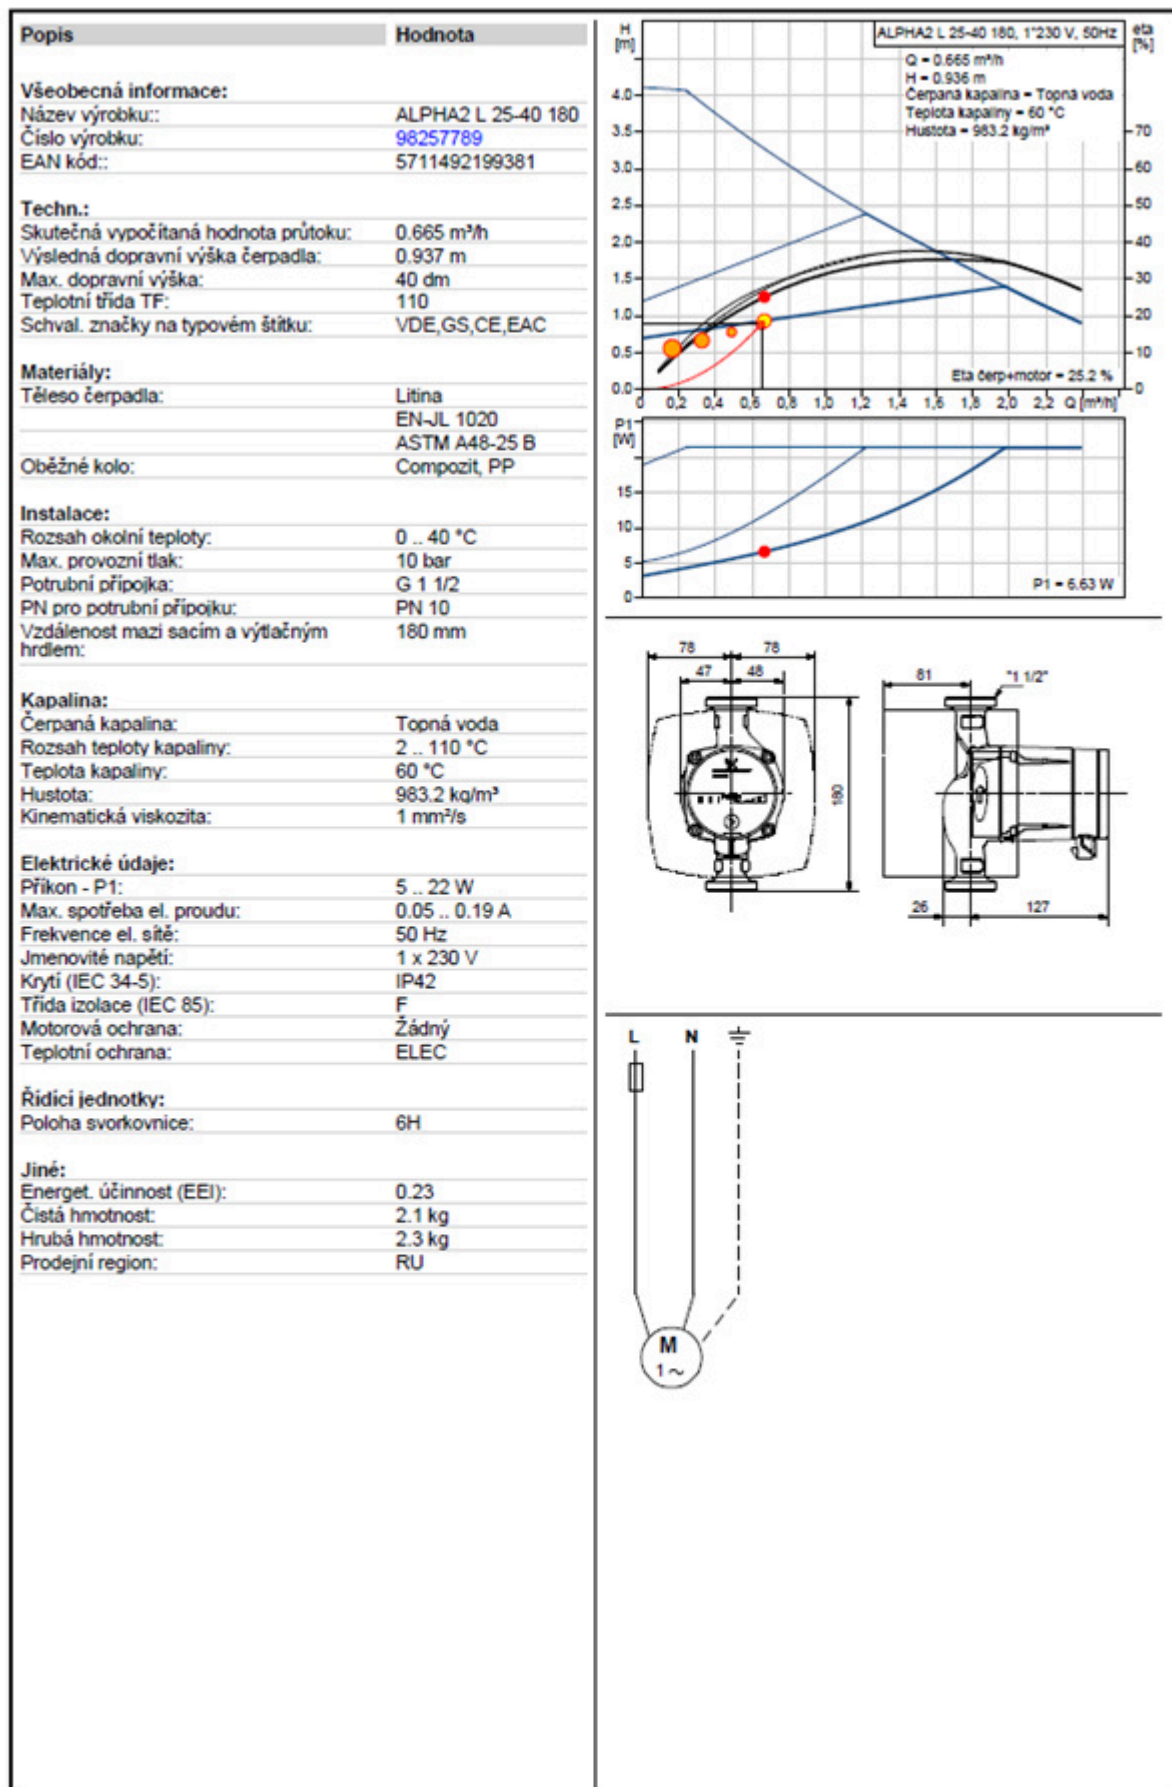 Popis Hodnota
Všeobecná informace:
Název výrobku:: ALPHA2 L 25-40 180
Číslo výrobku: 98257789
EAN kód:: 5711492199381
Techn.:
Skutečná vypočítaná hodnota průtoku: 0.665 m³/h
Výsledná dopravní výška čerpadla: 0.937 m
Max. dopravní výška: 40 dm
Teplotní třída TF: 110
Schval. značky na typovém štítku: VDE,GS,CE,EAC
Materiály:
Těleso čerpadla: Litina
EN-JL 1020
ASTM A48-25 B
Oběžné kolo: Compozit, PP
Instalace:
Rozsah okolní teploty: 0 .. 40 °C
Max. provozní tlak: 10 bar
Potrubní přípojka: G 1 1/2
PN pro potrubní přípojku: PN 10
Vzdálenost mazi sacím a výtlačným 180 mm
hrdlem:
Kapalina:
Čerpaná kapalina: Topná voda
Rozsah teploty kapaliny: 2 .. 110 °C
Teplota kapaliny: 60 °C
Hustota: 983.2 kg/m³
Kinematická viskozita: 1 mm²/s
Elektrické údaje:
Příkon - P1: 5 .. 22 W
Max. spotřeba el. proudu: 0.05 .. 0.19 A
Frekvence el. sítě: 50 Hz
Jmenovité napětí: 1 x 230 V
Krytí (IEC 34-5): IP42
Třída izolace (IEC 85): F
Motorová ochrana: Žádný
Teplotní ochrana: ELEC
Řídicí jednotky:
Poloha svorkovnice: 6H
Jiné:
Energet. účinnost (EEI): 0.23
Čistá hmotnost: 2.1 kg
Hrubá hmotnost: 2.3 kg
Prodejní region: RU
H
[m]
ALPHA2 L 25-40 180, 1*230 V, 50Hz
eta
[%]
Q = 0.665 m³/h
H = 0.936 m
Čerpaná kapalina = Topná voda
Teplota kapaliny = 60 °C
Hustota = 983.2 kg/m³
4.0
3.5 70
3.0 60
2.5 50
2.0 40
1.5 30
1.0 20
0.5 10
Eta čerp+motor = 25.2 %
0.0 0
0 0,2 0,4 0,6 0,8 1,0 1,2 1,4 1,6 1,8 2,0 2,2 Q [m³/h]
P1
[W]
15
10
5
P1 = 6.63 W
0
78 78
47 48
180
81 "1 1/2"
26 127
L N
M
1 ~